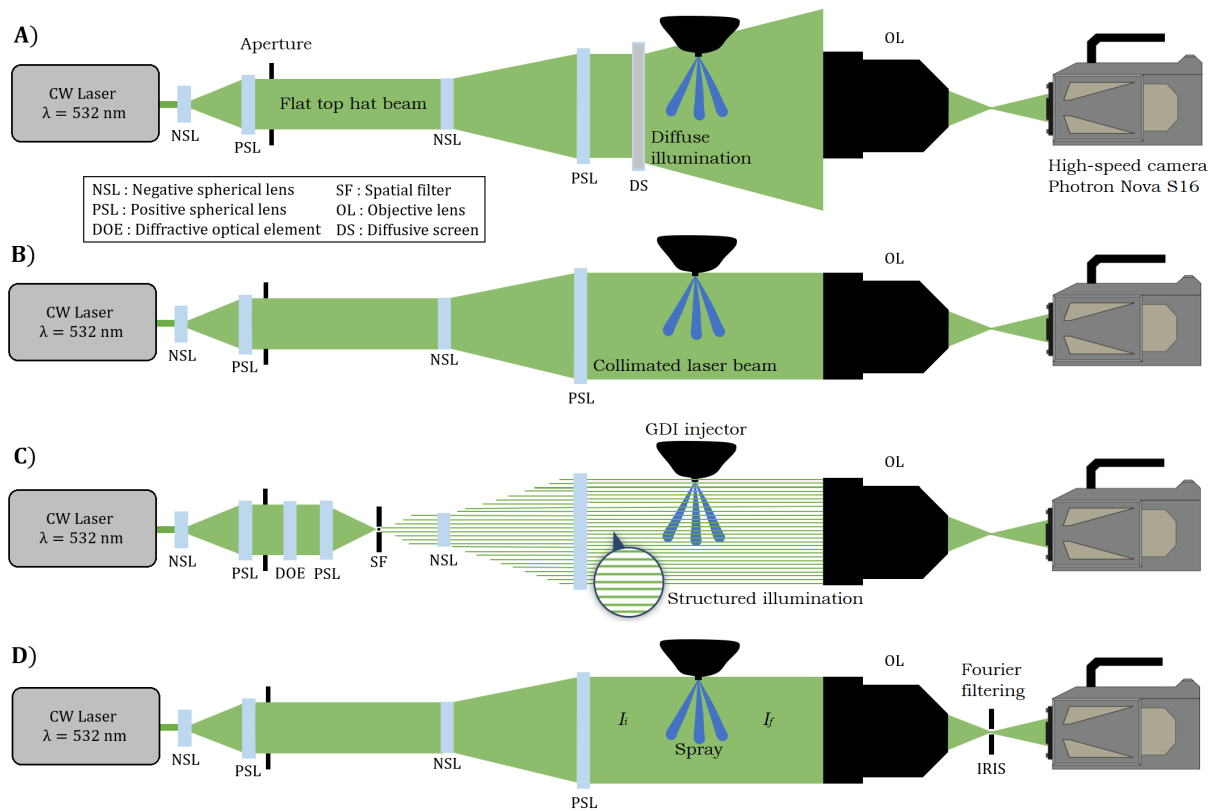 A)
Aperture
OL
CW Laser
λ = 532 nm
Flat top hat beam
NSL
PSL
NSL
PSL
DS
Diffuse
illumination
High-speed camera
Photron Nova S16
NSL : Negative spherical lens
SF : Spatial filter
PSL : Positive spherical lens
OL : Objective lens
DOE : Diffractive optical element
DS : Diffusive screen
B)
OL
CW Laser
λ = 532 nm
NSL
PSL
NSL
PSL
Collimated laser beam
GDI injector
C)
OL
CW Laser
λ = 532 nm
NSL
PSL
DOE
PSL
SF
NSL
Structured illumination
D)
OL
Fourier
filtering
CW Laser
λ = 532 nm
NSL
PSL
NSL
PSL
Ii
If
Spray
IRIS